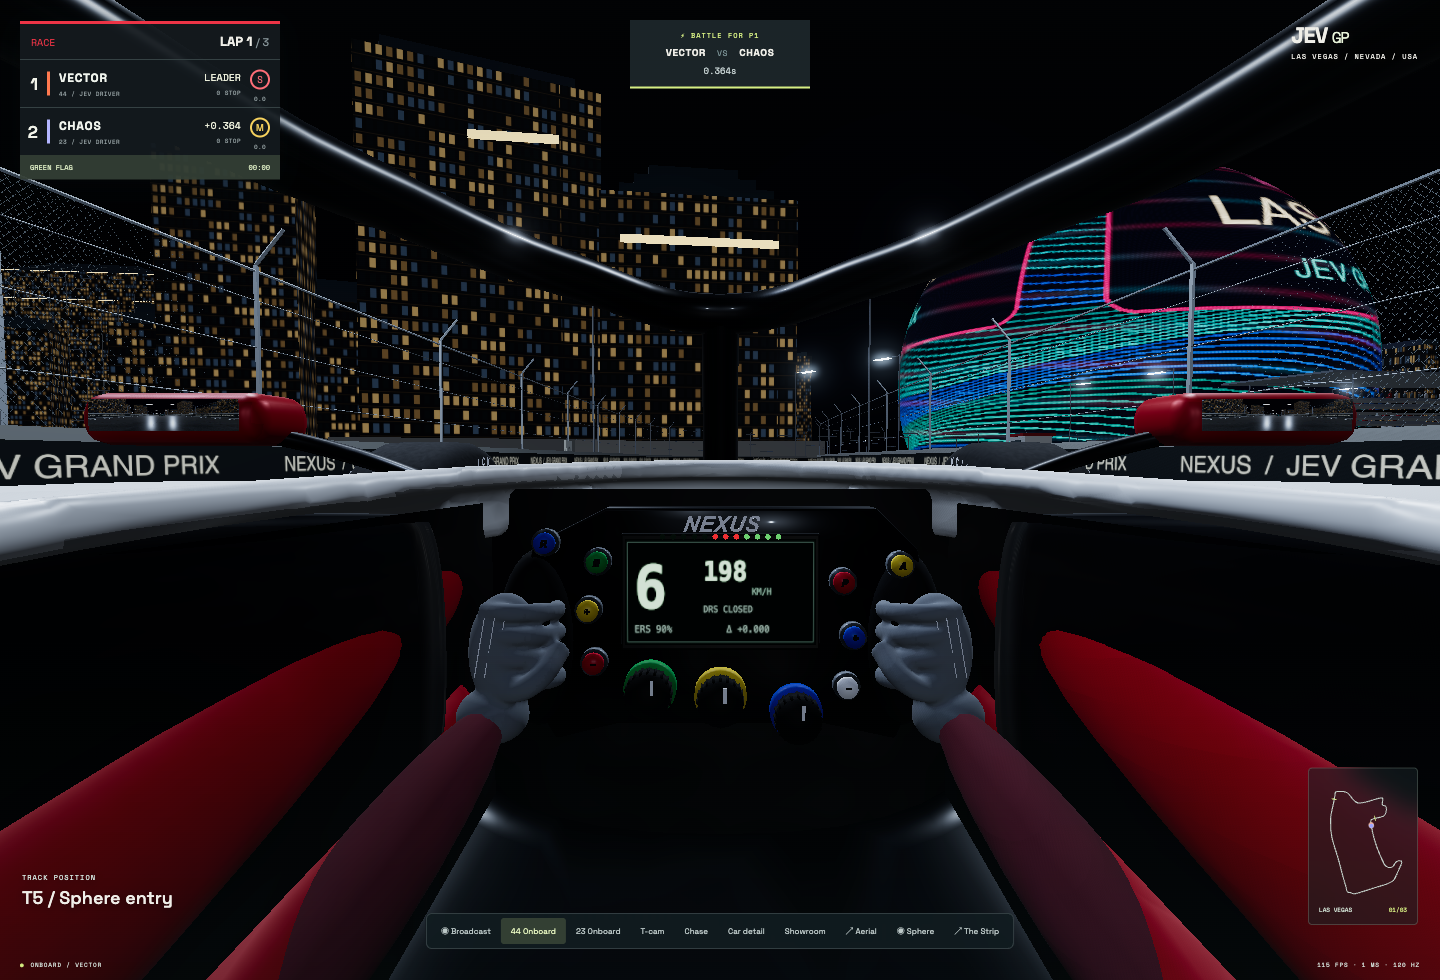 RACE
LAP 1 / 3
1
VECTOR
44 / JEV DRIVER
LEADER
0 STOP
S
0.0
2
CHAOS
23 / JEV DRIVER
+0.364
0 STOP
M
0.0
GREEN FLAG
00:00
⚡ BATTLE FOR P1
VECTOR VS CHAOS
0.364s
JEV GP
LAS VEGAS / NEVADA / USA
LAS
JEV G
V GRAND PRIX
NEXUS /
PRIX
NEXUS / JEV GRA
NEXUS
6
198
KM/H
DRS CLOSED
ERS 90%
Δ +0.000
TRACK POSITION
T5 / Sphere entry
LAS VEGAS
01/03
Broadcast
44 Onboard
23 Onboard
T-cam
Chase
Car detail
Showroom
Aerial
Sphere
The Strip
ONBOARD / VECTOR
115 FPS · 1 MS · 120 HZ